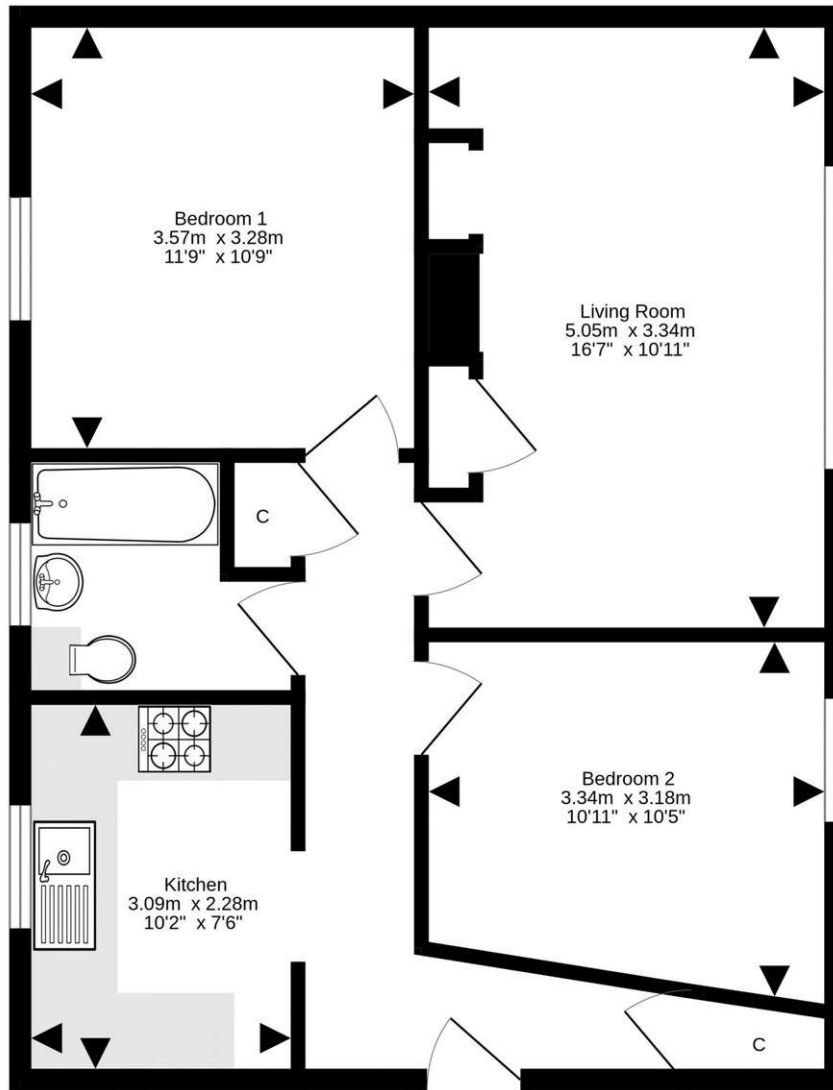 Bedroom 1
3.57m x 3.28m
11'9" x 10'9"
Living Room
5.05m x 3.34m
16'7" x 10'11"
C
Bedroom 2
3.34m x 3.18m
10'11" x 10'5"
Kitchen
3.09m x 2.28m
10'2" x 7'6"
C